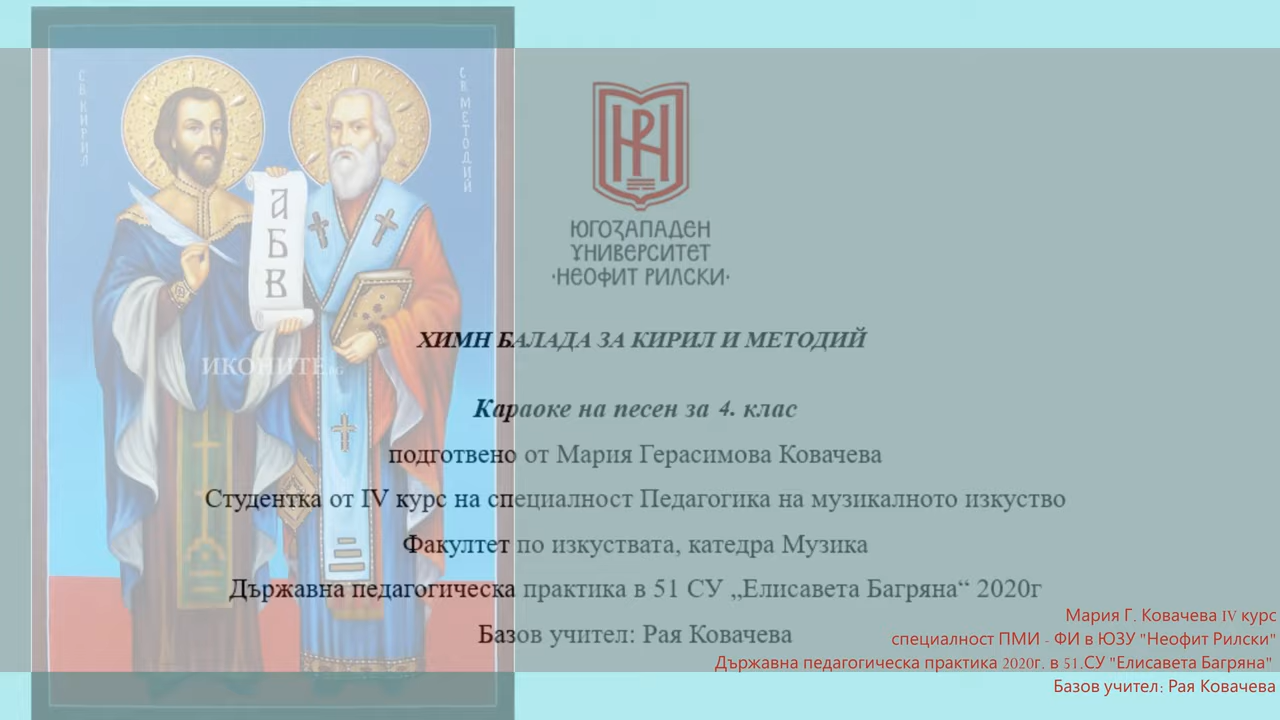 СВ. КИРИЛ
СВ. МЕТОДИЙ
А
Б
В
ИКОНИТЕ.BG
ЮГОЗАПАДЕН
УНИВЕРСИТЕТ
·НЕОФИТ РИЛСКИ·
ХИМН БАЛАДА ЗА КИРИЛ И МЕТОДИЙ
Караоке на песен за 4. клас
подготвено от Мария Герасимова Ковачева
Студентка от IV курс на специалност Педагогика на музикалното изкуство
Факултет по изкуствата, катедра Музика
Държавна педагогическа практика в 51 СУ „Елисавета Багряна“ 2020г
Базов учител: Рая Ковачева
Мария Г. Ковачева IV курс
специалност ПМИ - ФИ в ЮЗУ "Неофит Рилски"
Държавна педагогическа практика 2020г. в 51.СУ "Елисавета Багряна"
Базов учител: Рая Ковачева